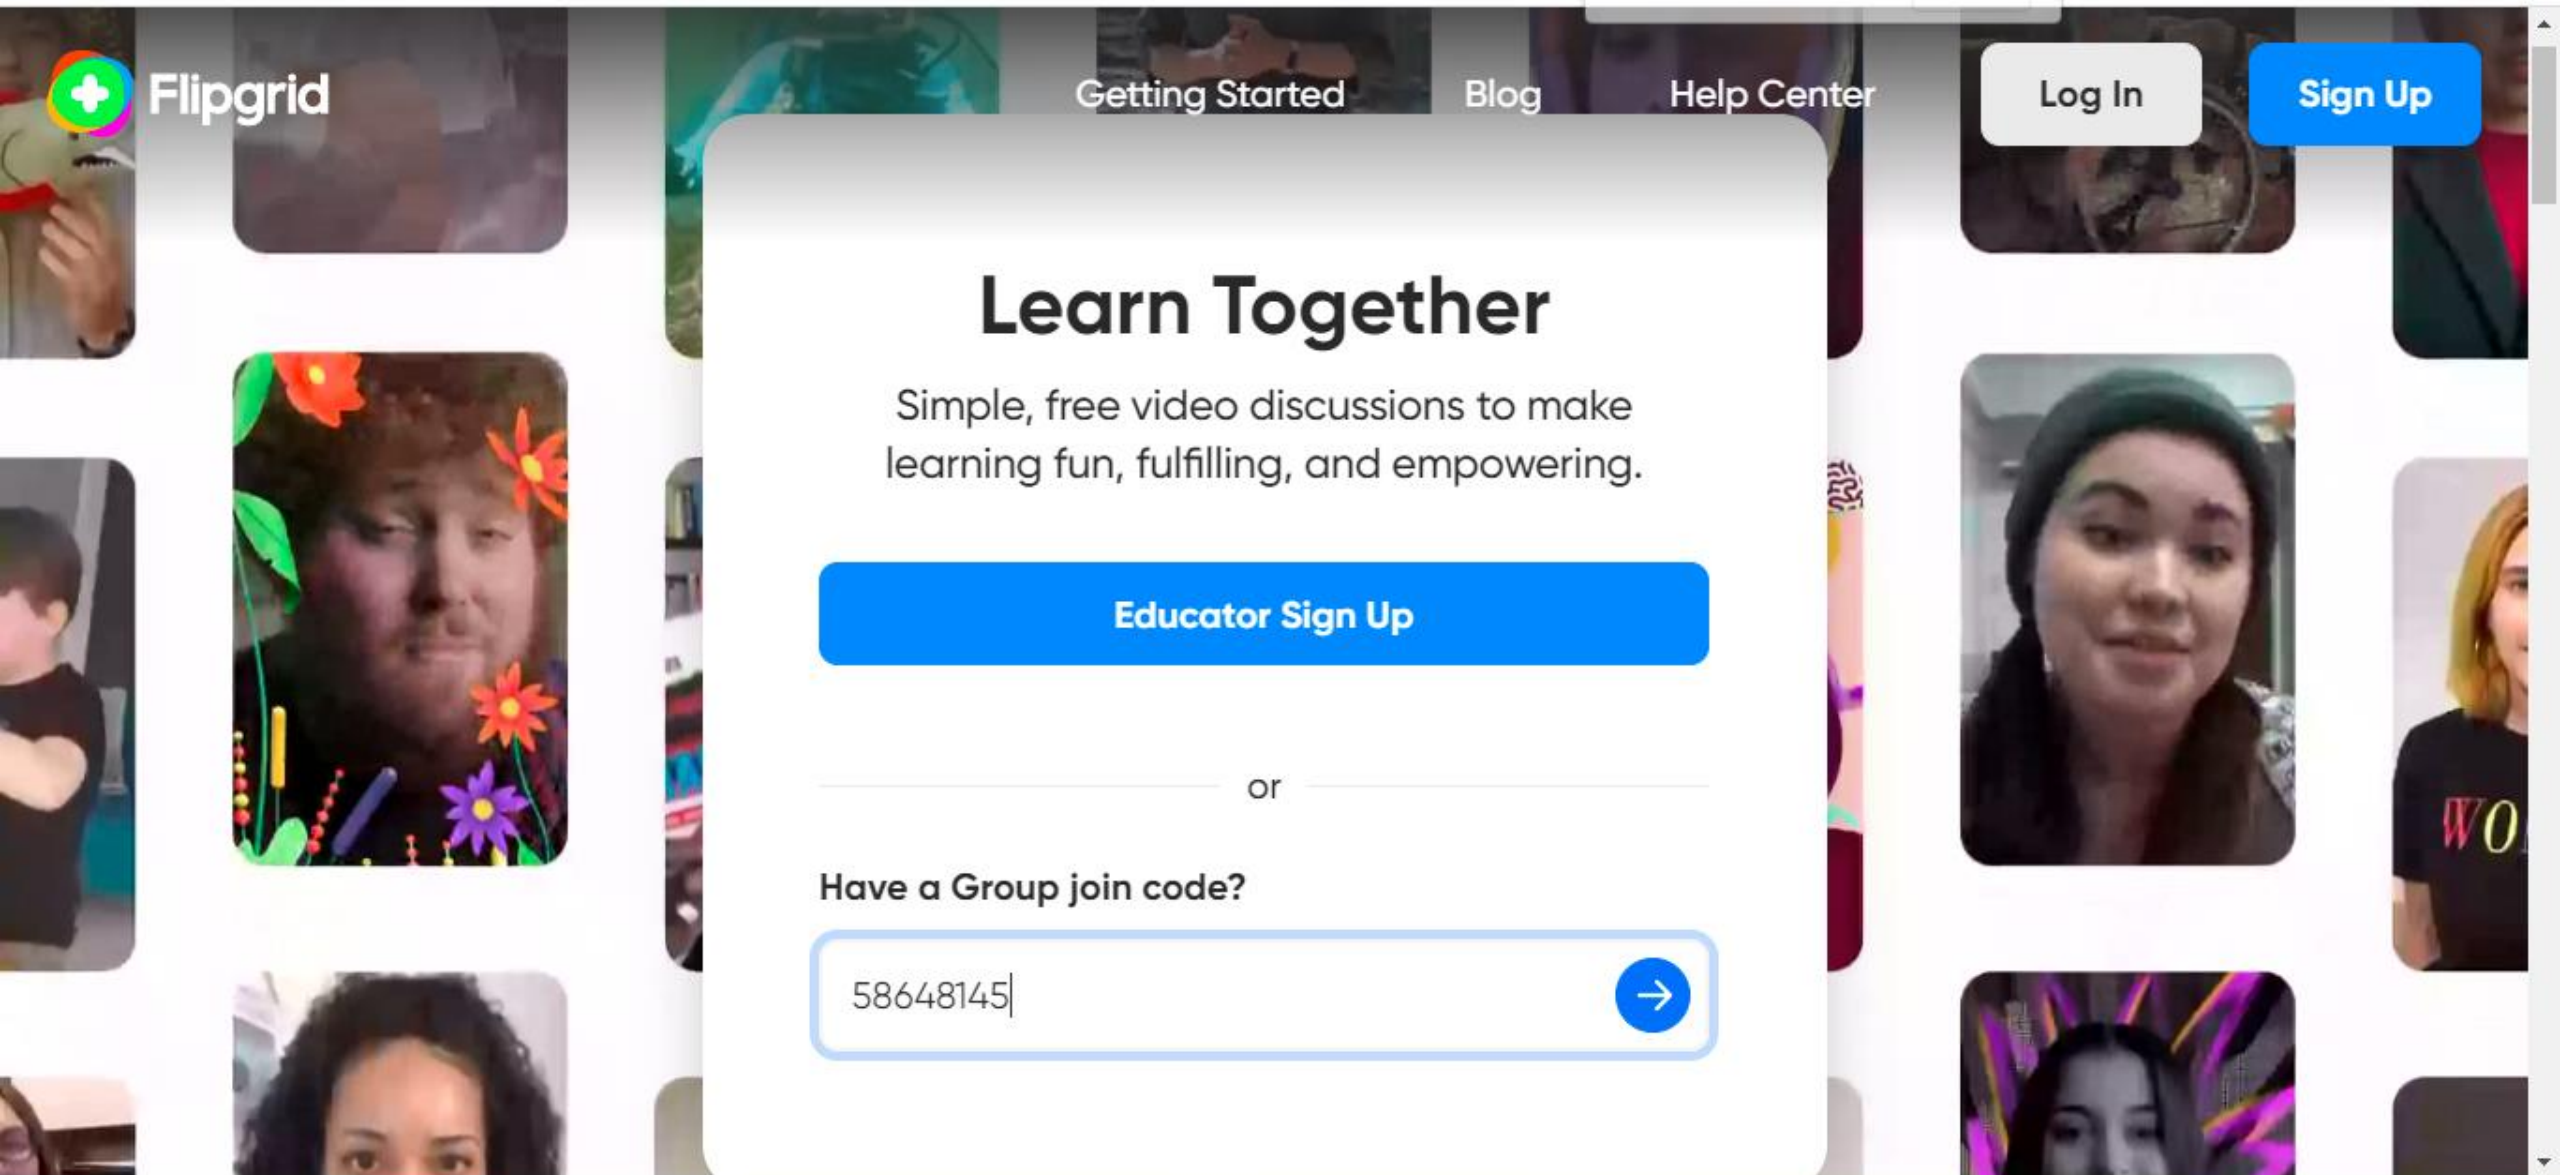 Flipgrid
Getting Started
Blog
Help Center
Log In
Sign Up
Learn Together
Simple, free video discussions to make
learning fun, fulfilling, and empowering.
Educator Sign Up
or
Have a Group join code?
58648145
WO